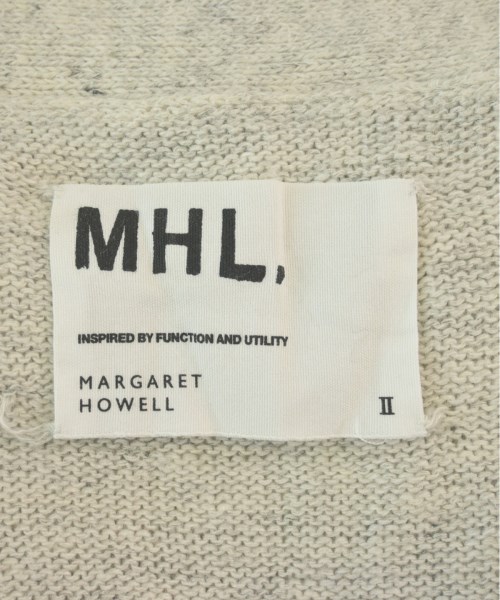 MHL,
INSPIRED BY FUNCTION AND UTILITY
MARGARET
HOWELL
II